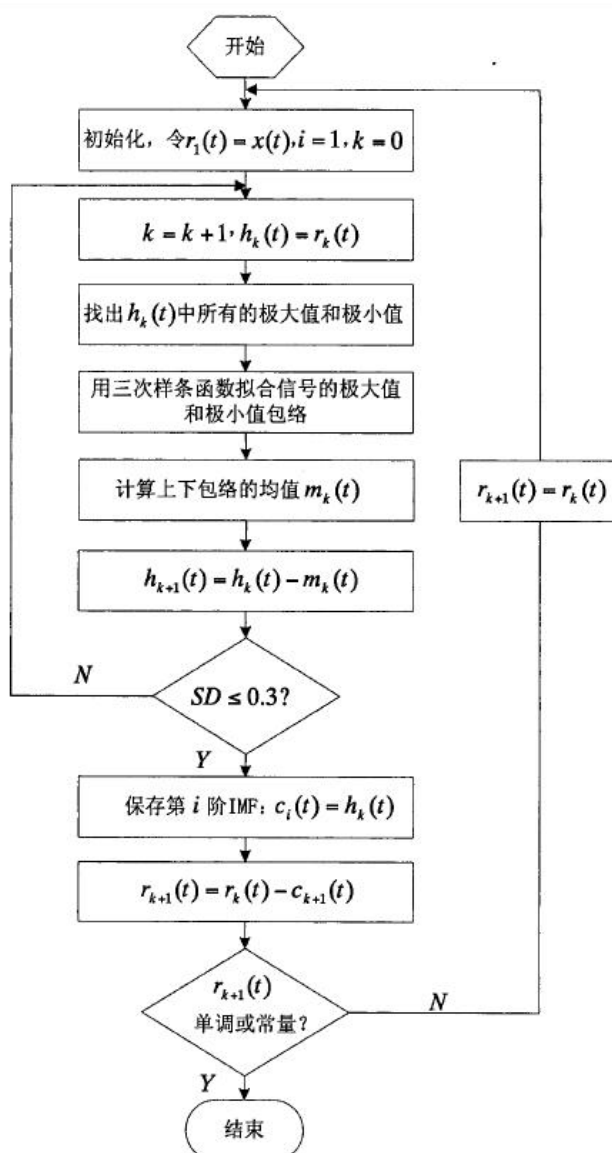 开始
初始化，令r₁(t)=x(t),i=1,k=0
k=k+1,hₖ(t)=rₖ(t)
找出hₖ(t)中所有的极大值和极小值
用三次样条函数拟合信号的极大值
和极小值包络
计算上下包络的均值mₖ(t)
rₖ₊₁(t)=rₖ(t)
hₖ₊₁(t)=hₖ(t)-mₖ(t)
N
SD≤0.3?
Y
保存第 i 阶IMF：cᵢ(t)=hₖ(t)
rₖ₊₁(t)=rₖ(t)-cₖ₊₁(t)
rₖ₊₁(t)
单调或常量？
N
Y
结束